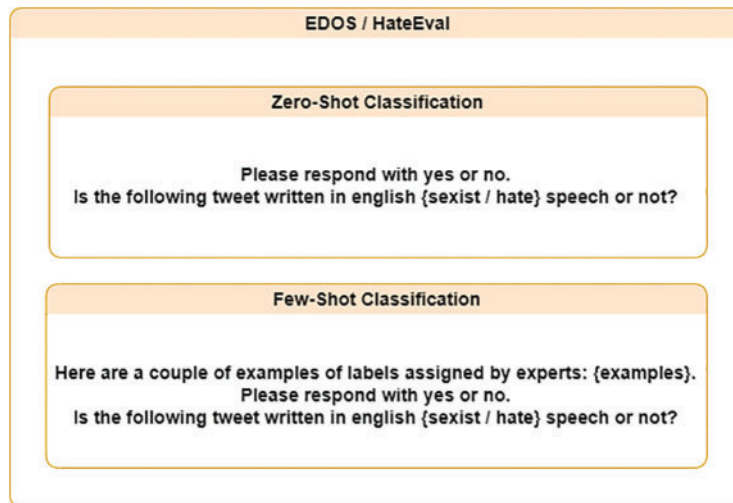 EDOS / HateEval
Zero-Shot Classification
Please respond with yes or no.
Is the following tweet written in english {sexist / hate} speech or not?
Few-Shot Classification
Here are a couple of examples of labels assigned by experts: {examples}.
Please respond with yes or no.
Is the following tweet written in english {sexist / hate} speech or not?